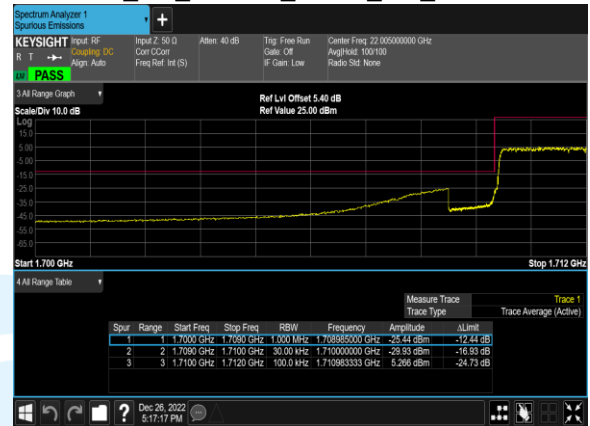 Spectrum Analyzer 1
Spurious Emissions
+
KEYSIGHT Input: RF Input Z: 50 Ω Atten: 40 dB Trig: Free Run Center Freq: 22.005000000 GHz
R T Coupling: DC Corr CCorr Gate: Off Avg|Hold: 100/100
Align: Auto Freq Ref: Int (S) IF Gain: Low Radio Std: None
PASS
3 All Range Graph
Ref Lvl Offset 5.40 dB
Scale/Div 10.0 dB Ref Value 25.00 dBm
Log
15.0
5.00
-5.00
-15.0
-25.0
-35.0
-45.0
-55.0
-65.0
Start 1.700 GHz Stop 1.712 GHz
4 All Range Table
Measure Trace Trace 1
Trace Type Trace Average (Active)
Spur Range Start Freq Stop Freq RBW Frequency Amplitude ΔLimit
1 1 1.7000 GHz 1.7090 GHz 1.000 MHz 1.708985000 GHz -25.44 dBm -12.44 dB
2 2 1.7090 GHz 1.7100 GHz 30.00 kHz 1.710000000 GHz -29.93 dBm -16.93 dB
3 3 1.7100 GHz 1.7120 GHz 100.0 kHz 1.710983333 GHz 5.266 dBm -24.73 dB
? Dec 26, 2022
5:17:17 PM